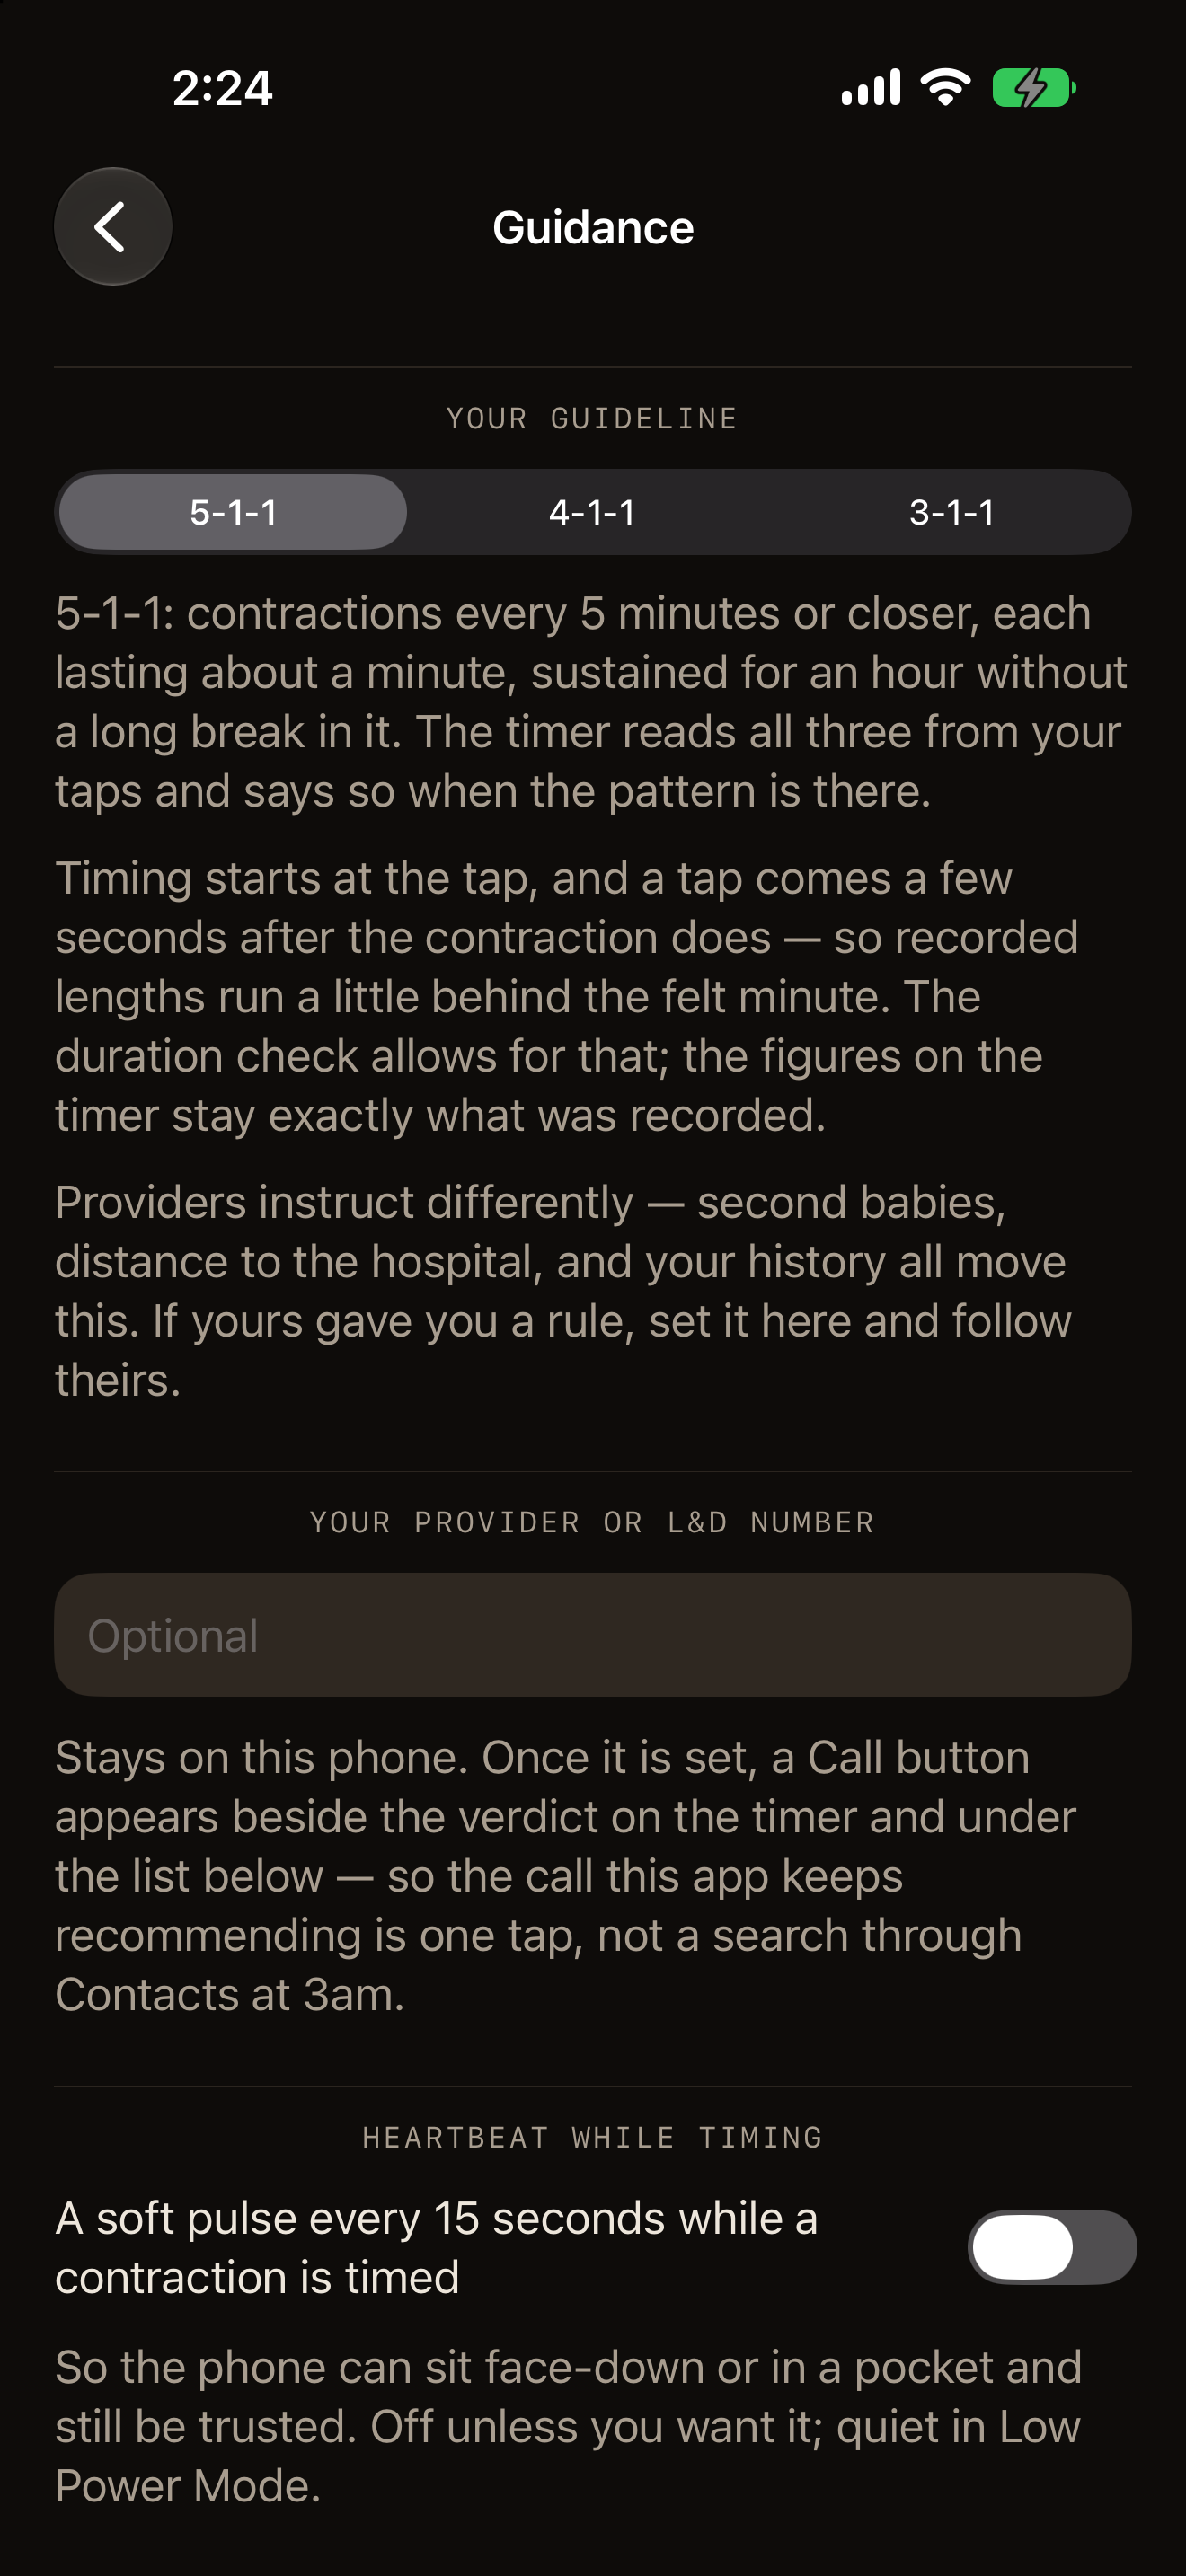 2:24
Guidance
YOUR GUIDELINE
5-1-1
4-1-1
3-1-1
5-1-1: contractions every 5 minutes or closer, each
lasting about a minute, sustained for an hour without
a long break in it. The timer reads all three from your
taps and says so when the pattern is there.
Timing starts at the tap, and a tap comes a few
seconds after the contraction does — so recorded
lengths run a little behind the felt minute. The
duration check allows for that; the figures on the
timer stay exactly what was recorded.
Providers instruct differently — second babies,
distance to the hospital, and your history all move
this. If yours gave you a rule, set it here and follow
theirs.
YOUR PROVIDER OR L&D NUMBER
Optional
Stays on this phone. Once it is set, a Call button
appears beside the verdict on the timer and under
the list below — so the call this app keeps
recommending is one tap, not a search through
Contacts at 3am.
HEARTBEAT WHILE TIMING
A soft pulse every 15 seconds while a
contraction is timed
So the phone can sit face-down or in a pocket and
still be trusted. Off unless you want it; quiet in Low
Power Mode.